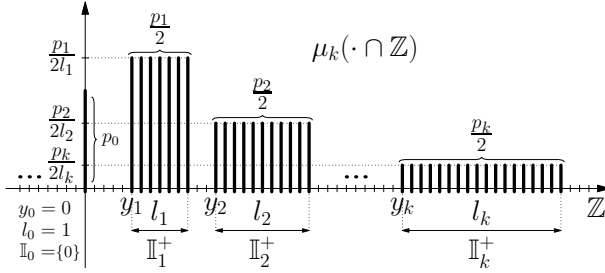 p₁/2
p₁/2l₁
μₖ(· ∩ ℤ)
p₂/2
p₂/2l₂
p₀
pₖ/2
pₖ/2lₖ
... ...
y₁ l₁ y₂ l₂ yₖ lₖ ℤ
y₀ = 0
l₀ = 1
𝕀₀ = {0}
𝕀₁⁺ 𝕀₂⁺ 𝕀ₖ⁺